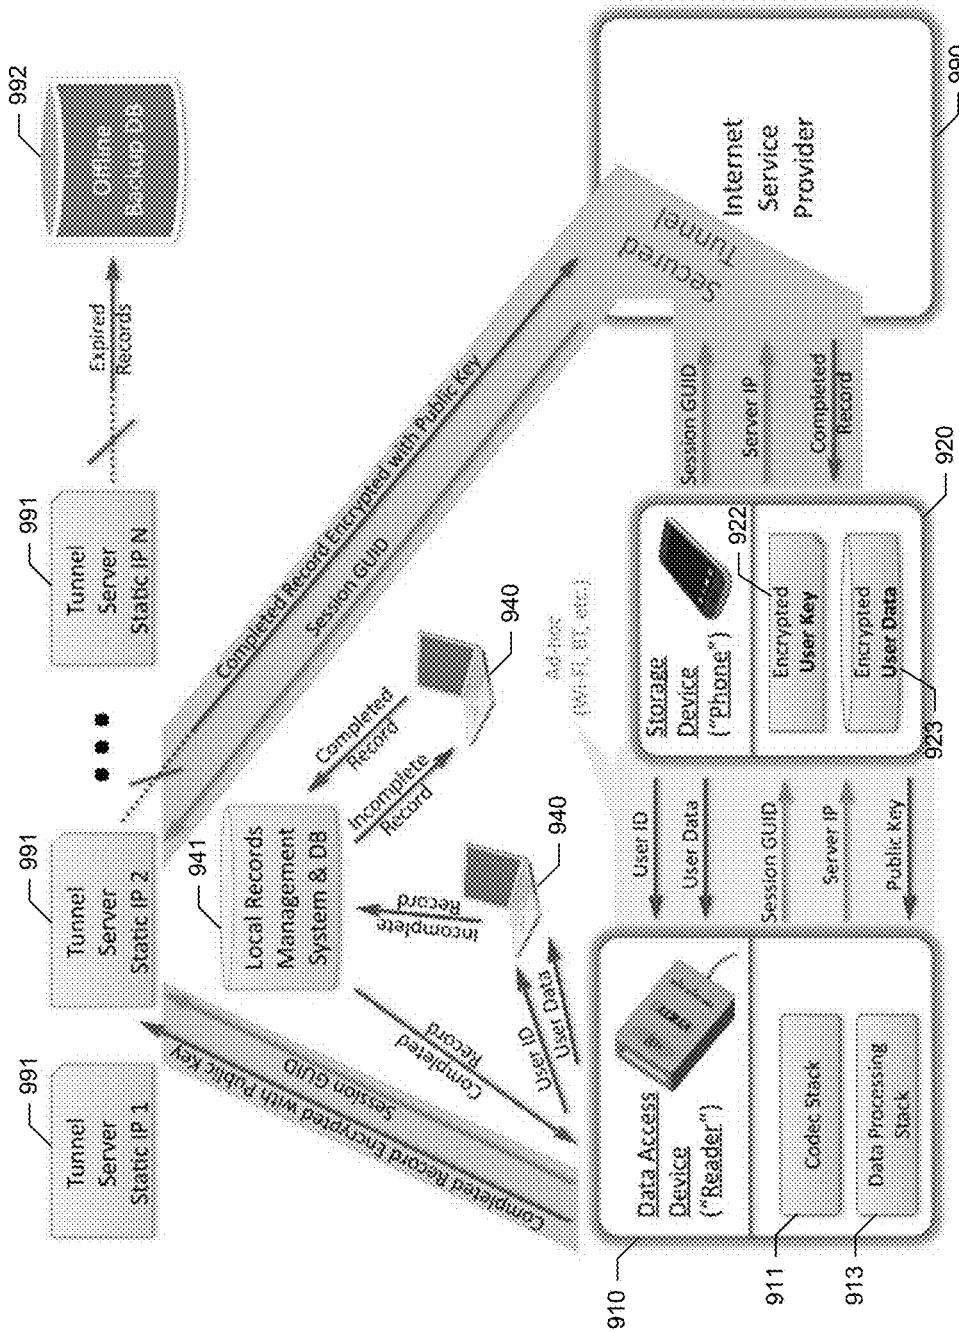 991
Tunnel
Server
Static IP 1
991
Tunnel
Server
Static IP 2
991
Tunnel
Server
Static IP N
Expired
Records
992
Offline
Backup DB
Completed Record Encrypted with Public Key
Session GUID
941
Local Records
Management
System & DB
Completed
Record
Incomplete
Record
940
Completed Record Encrypted with Public Key
Session GUID
Completed
Record
incomplete
Record
940
User ID
User Data
Ad-hoc
(Wi-Fi, BT, etc.)
Secured
Tunnel
910
Data Access
Device
("Reader")
911
Codec Stack
913
Data Processing
Stack
User ID
User Data
Session GUID
Server IP
Public Key
Storage
Device
("Phone")
922
Encrypted
User Key
Encrypted
User Data
923
920
Session GUID
Server IP
Completed
Record
Internet
Service
Provider
990